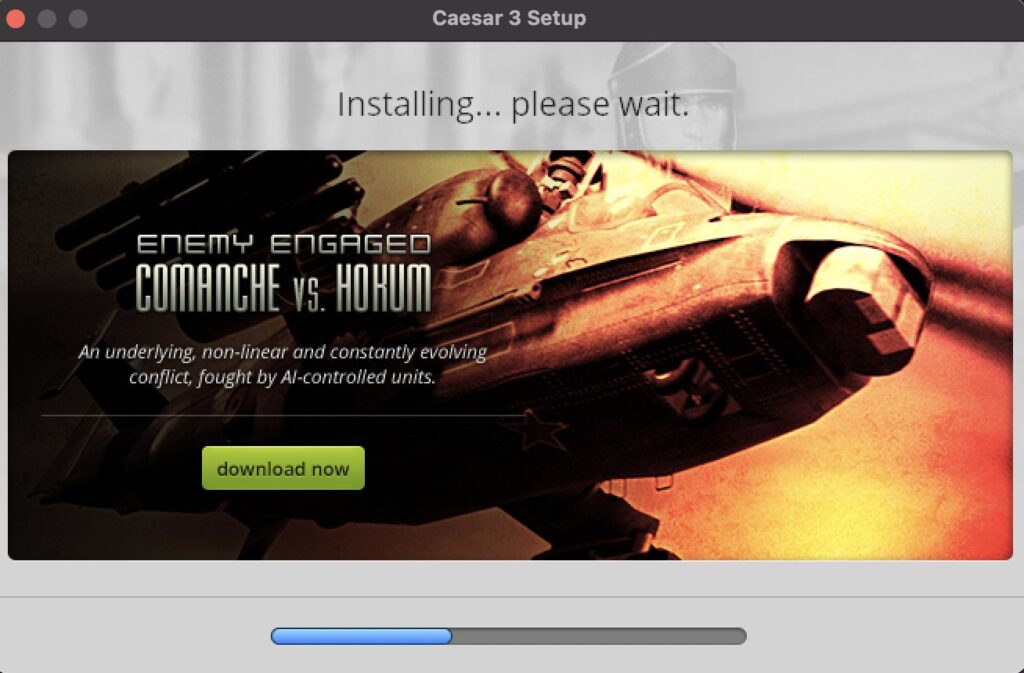 Caesar 3 Setup
Installing... please wait.
ENEMY ENGAGED
COMANCHE VS. HOKUM
An underlying, non-linear and constantly evolving
conflict, fought by AI-controlled units.
download now